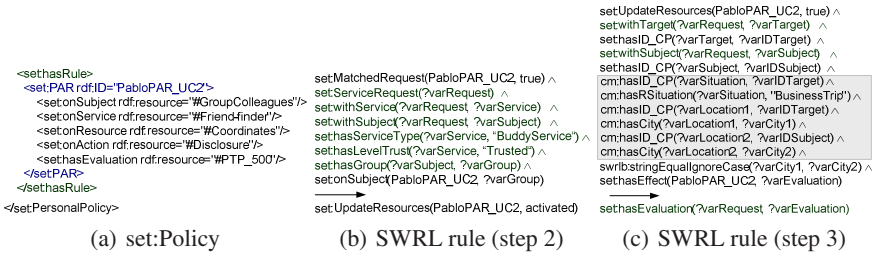 <set:hasRule>
<set:PAR rdf:ID="PabloPAR_UC2">
<set:onSubject rdf:resource="#GroupColleagues"/>
<set:onService rdf:resource="#Friend-finder"/>
<set:onResource rdf:resource="#Coordinates"/>
<set:onAction rdf:resource="#Disclosure"/>
<set:hasEvaluation rdf:resource="#PTP_500"/>
</set:PAR>
</set:hasRule>
</set:PersonalPolicy>
(a) set:Policy
set:MatchedRequest(PabloPAR_UC2, true) ∧
set:ServiceRequest(?varRequest) ∧
set:withService(?varRequest, ?varService) ∧
set:withSubject(?varRequest, ?varSubject) ∧
set:hasServiceType(?varService, "BuddyService") ∧
set:hasLevelTrust(?varService, "Trusted") ∧
set:hasGroup(?varSubject, ?varGroup) ∧
set:onSubject(PabloPAR_UC2, ?varGroup)
→
set:UpdateResources(PabloPAR_UC2, activated)
(b) SWRL rule (step 2)
set:UpdateResources(PabloPAR_UC2, true) ∧
set:withTarget(?varRequest, ?varTarget) ∧
set:hasID_CP(?varTarget, ?varIDTarget) ∧
set:withSubject(?varRequest, ?varSubject) ∧
set:hasID_CP(?varSubject, ?varIDSubject) ∧
cm:hasID_CP(?varSituation, ?varIDTarget) ∧
cm:hasRSituation(?varSituation, "BusinessTrip") ∧
cm:hasID_CP(?varLocation1, ?varIDTarget) ∧
cm:hasCity(?varLocation1, ?varCity1) ∧
cm:hasID_CP(?varLocation2, ?varIDSubject) ∧
cm:hasCity(?varLocation2, ?varCity2) ∧
swrlb:stringEqualIgnoreCase(?varCity1, ?varCity2) ∧
set:hasEffect(PabloPAR_UC2, ?varEvaluation)
→
set:hasEvaluation(?varRequest, ?varEvaluation)
(c) SWRL rule (step 3)